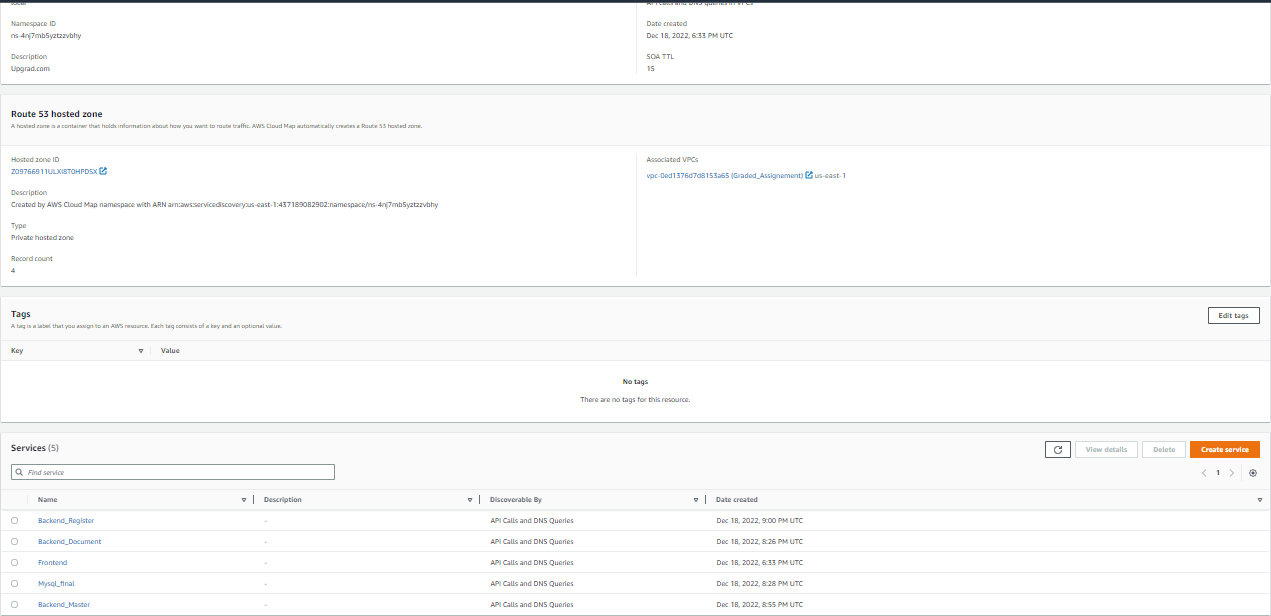 local
API calls and DNS queries in VPCs
Namespace ID
ns-4nj7mb5yztzzvbhy
Date created
Dec 18, 2022, 6:33 PM UTC
Description
Upgrad.com
SOA TTL
15
Route 53 hosted zone
A hosted zone is a container that holds information about how you want to route traffic. AWS Cloud Map automatically creates a Route 53 hosted zone.
Hosted zone ID
Z09766911ULXI8T0HPDSX
Associated VPCs
vpc-0ed1376d7d8153a65 (Graded_Assignement) us-east-1
Description
Created by AWS Cloud Map namespace with ARN arn:aws:servicediscovery:us-east-1:437189082902:namespace/ns-4nj7mb5yztzzvbhy
Type
Private hosted zone
Record count
4
Tags
A tag is a label that you assign to an AWS resource. Each tag consists of a key and an optional value.
Edit tags
Key Value
No tags
There are no tags for this resource.
Services (5)
View details Delete Create service
Find service
1
Name Description Discoverable By Date created
Backend_Register - API Calls and DNS Queries Dec 18, 2022, 9:00 PM UTC
Backend_Document - API Calls and DNS Queries Dec 18, 2022, 8:26 PM UTC
Frontend - API Calls and DNS Queries Dec 18, 2022, 6:33 PM UTC
Mysql_final - API Calls and DNS Queries Dec 18, 2022, 8:28 PM UTC
Backend_Master - API Calls and DNS Queries Dec 18, 2022, 8:55 PM UTC